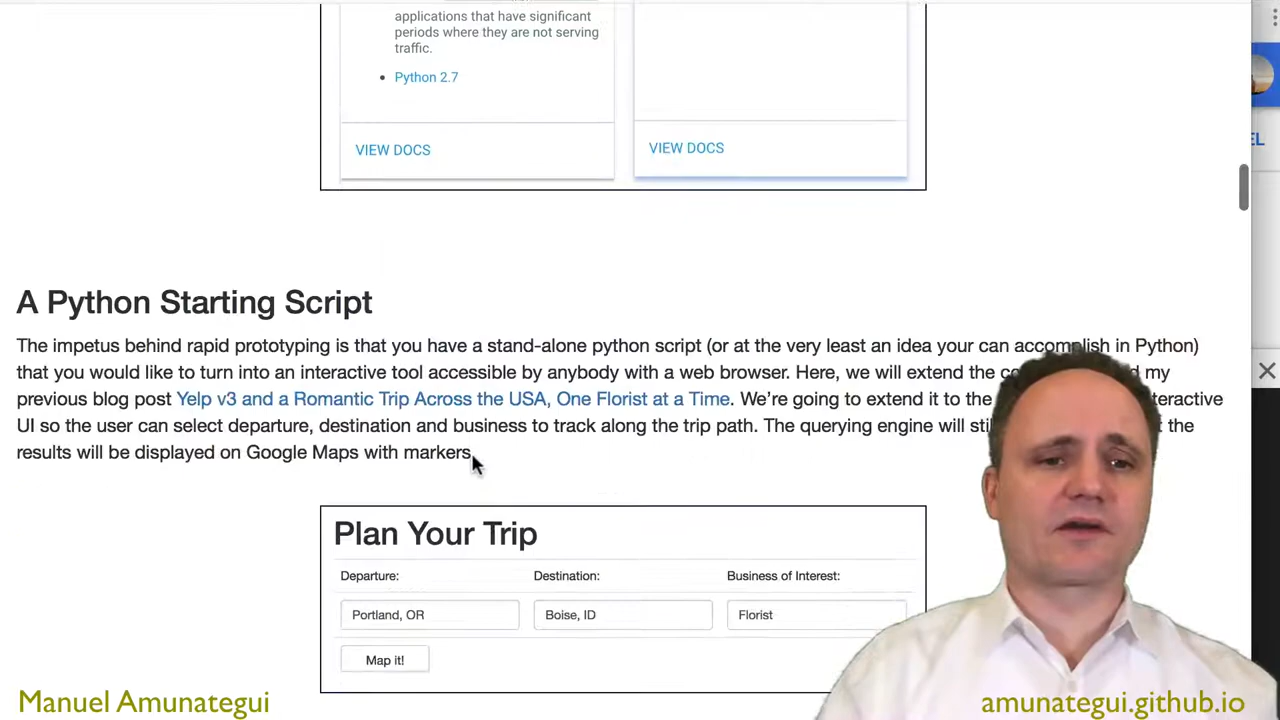 applications that have significant
periods where they are not serving
traffic.
Python 2.7
VIEW DOCS
VIEW DOCS
EL
A Python Starting Script
The impetus behind rapid prototyping is that you have a stand-alone python script (or at the very least an idea your can accomplish in Python)
that you would like to turn into an interactive tool accessible by anybody with a web browser. Here, we will extend the my
previous blog post Yelp v3 and a Romantic Trip Across the USA, One Florist at a Time. We're going to extend it to the
UI so the user can select departure, destination and business to track along the trip path. The querying engine will the
results will be displayed on Google Maps with markers.
Plan Your Trip
Departure: Destination: Business of Interest:
Portland, OR Boise, ID Florist
Map it!
Manuel Amunategui
amunategui.github.io